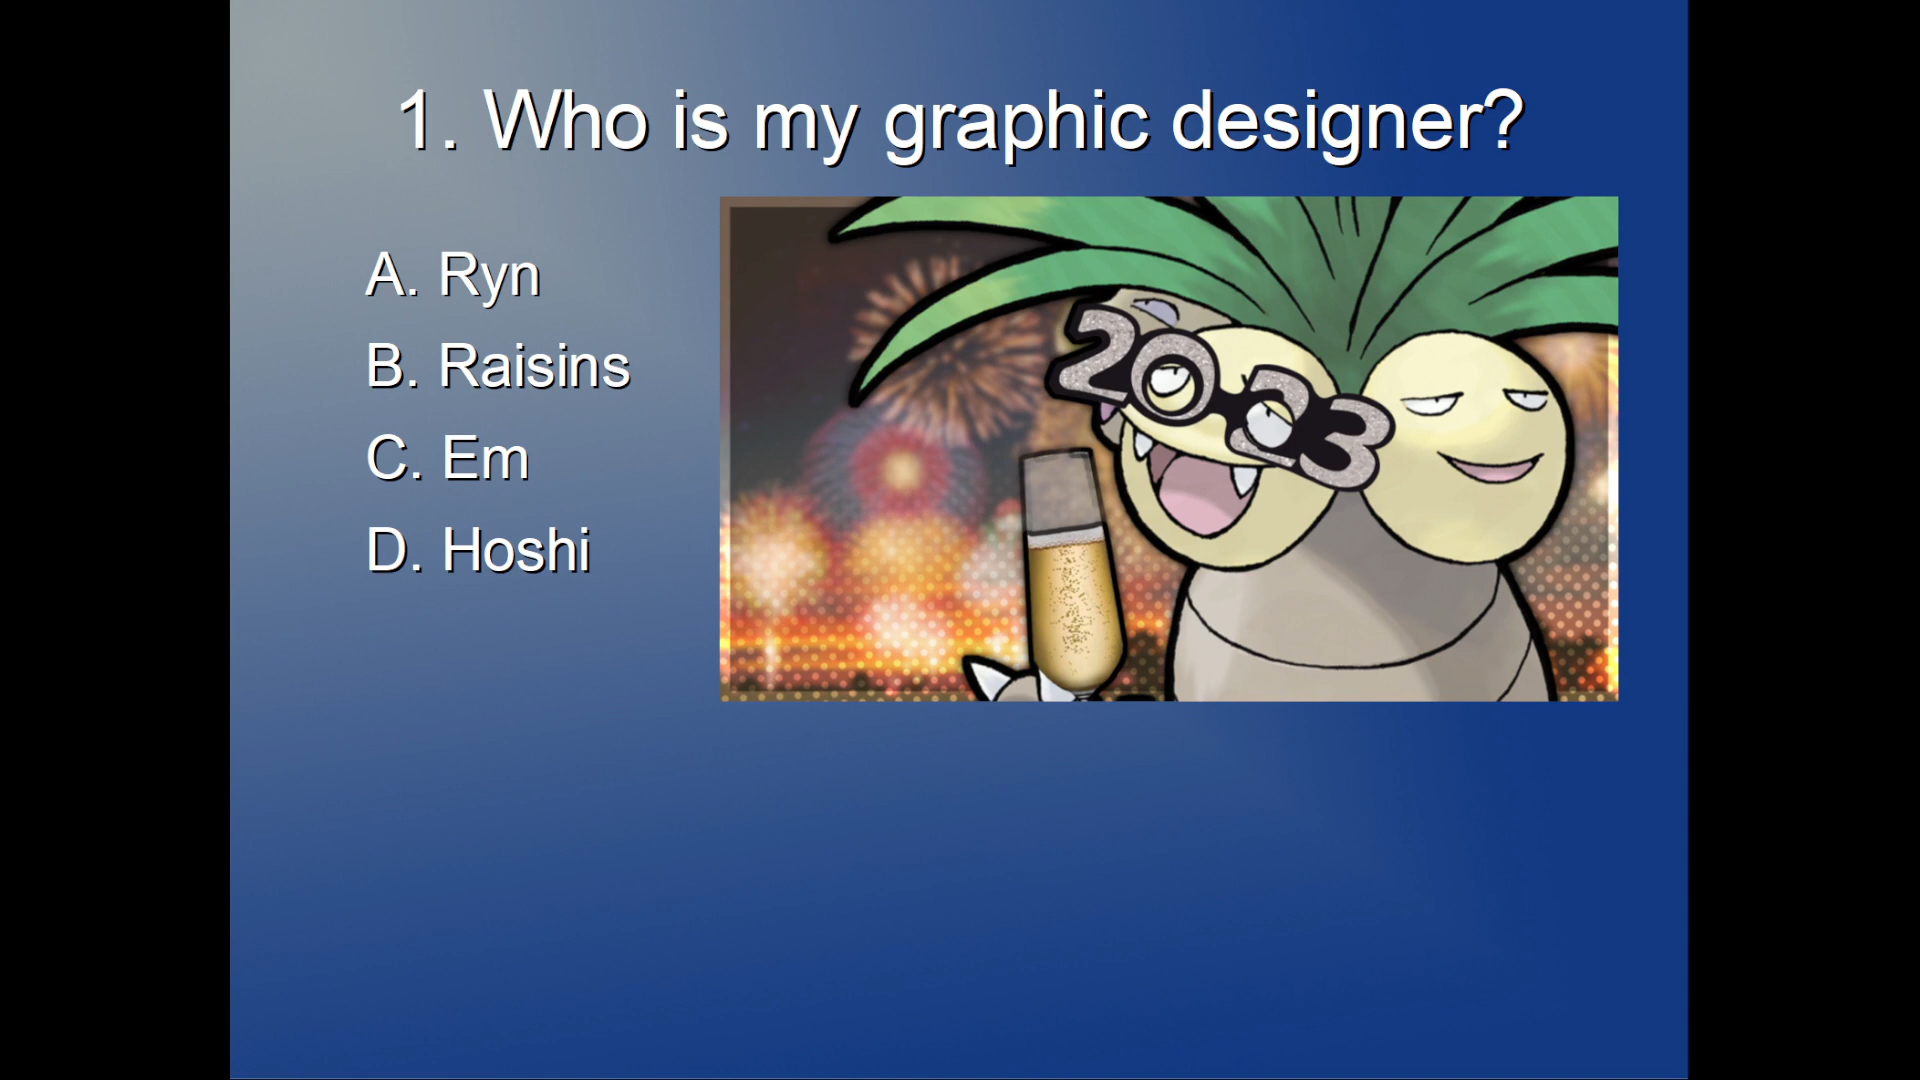 1. Who is my graphic designer?
A. Ryn
B. Raisins
C. Em
D. Hoshi
2023